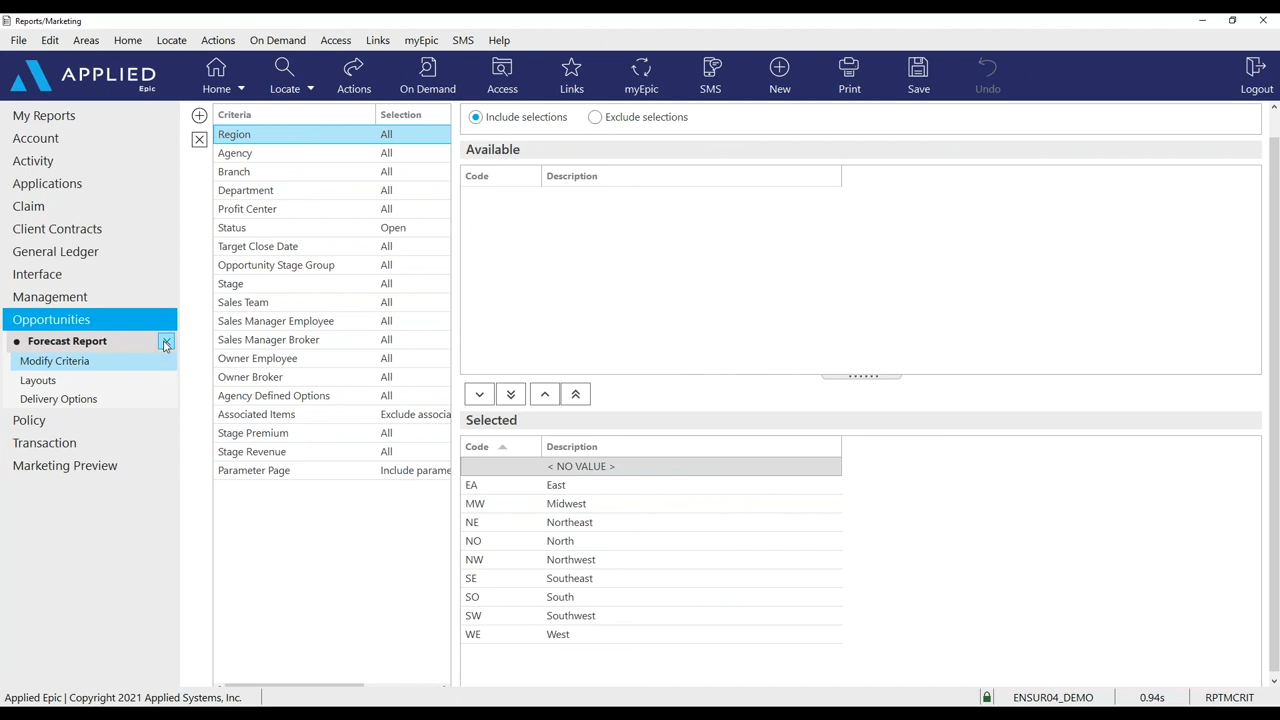 Reports/Marketing
File Edit Areas Home Locate Actions On Demand Access Links myEpic SMS Help
APPLIED
Epic
Home Locate Actions On Demand Access Links myEpic SMS New Print Save Undo Logout
My Reports
Account
Activity
Applications
Claim
Client Contracts
General Ledger
Interface
Management
Opportunities
Forecast Report
Modify Criteria
Layouts
Delivery Options
Policy
Transaction
Marketing Preview
Criteria Selection
Region All
Agency All
Branch All
Department All
Profit Center All
Status Open
Target Close Date All
Opportunity Stage Group All
Stage All
Sales Team All
Sales Manager Employee All
Sales Manager Broker All
Owner Employee All
Owner Broker All
Agency Defined Options All
Associated Items Exclude associa
Stage Premium All
Stage Revenue All
Parameter Page Include parame
Include selections Exclude selections
Available
Code Description
Selected
Code Description
< NO VALUE >
EA East
MW Midwest
NE Northeast
NO North
NW Northwest
SE Southeast
SO South
SW Southwest
WE West
Applied Epic | Copyright 2021 Applied Systems, Inc. ENSUR04_DEMO 0.94s RPTMCRIT